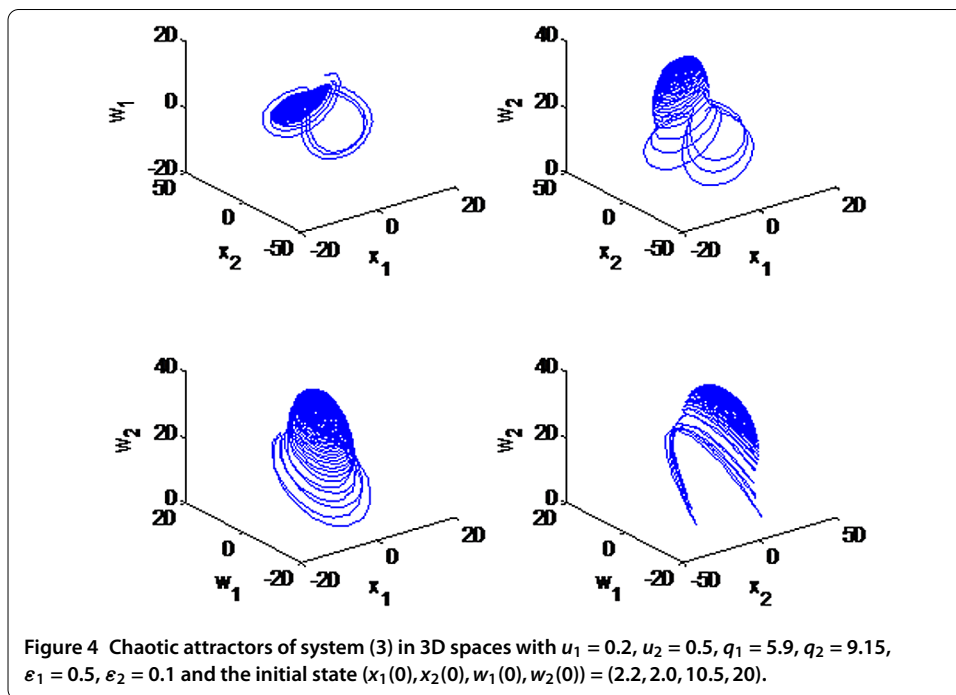 20
0
-20
W1
50
0
-50
x2
-20
0
20
x1
40
20
0
W2
50
0
-50
x2
-20
0
20
x1
40
20
0
W2
20
0
-20
w1
-20
0
20
x1
40
20
0
W2
20
0
-20
w1
-50
0
50
x2
Figure 4 Chaotic attractors of system (3) in 3D spaces with u1 = 0.2, u2 = 0.5, q1 = 5.9, q2 = 9.15,
ε1 = 0.5, ε2 = 0.1 and the initial state (x1(0), x2(0), w1(0), w2(0)) = (2.2, 2.0, 10.5, 20).